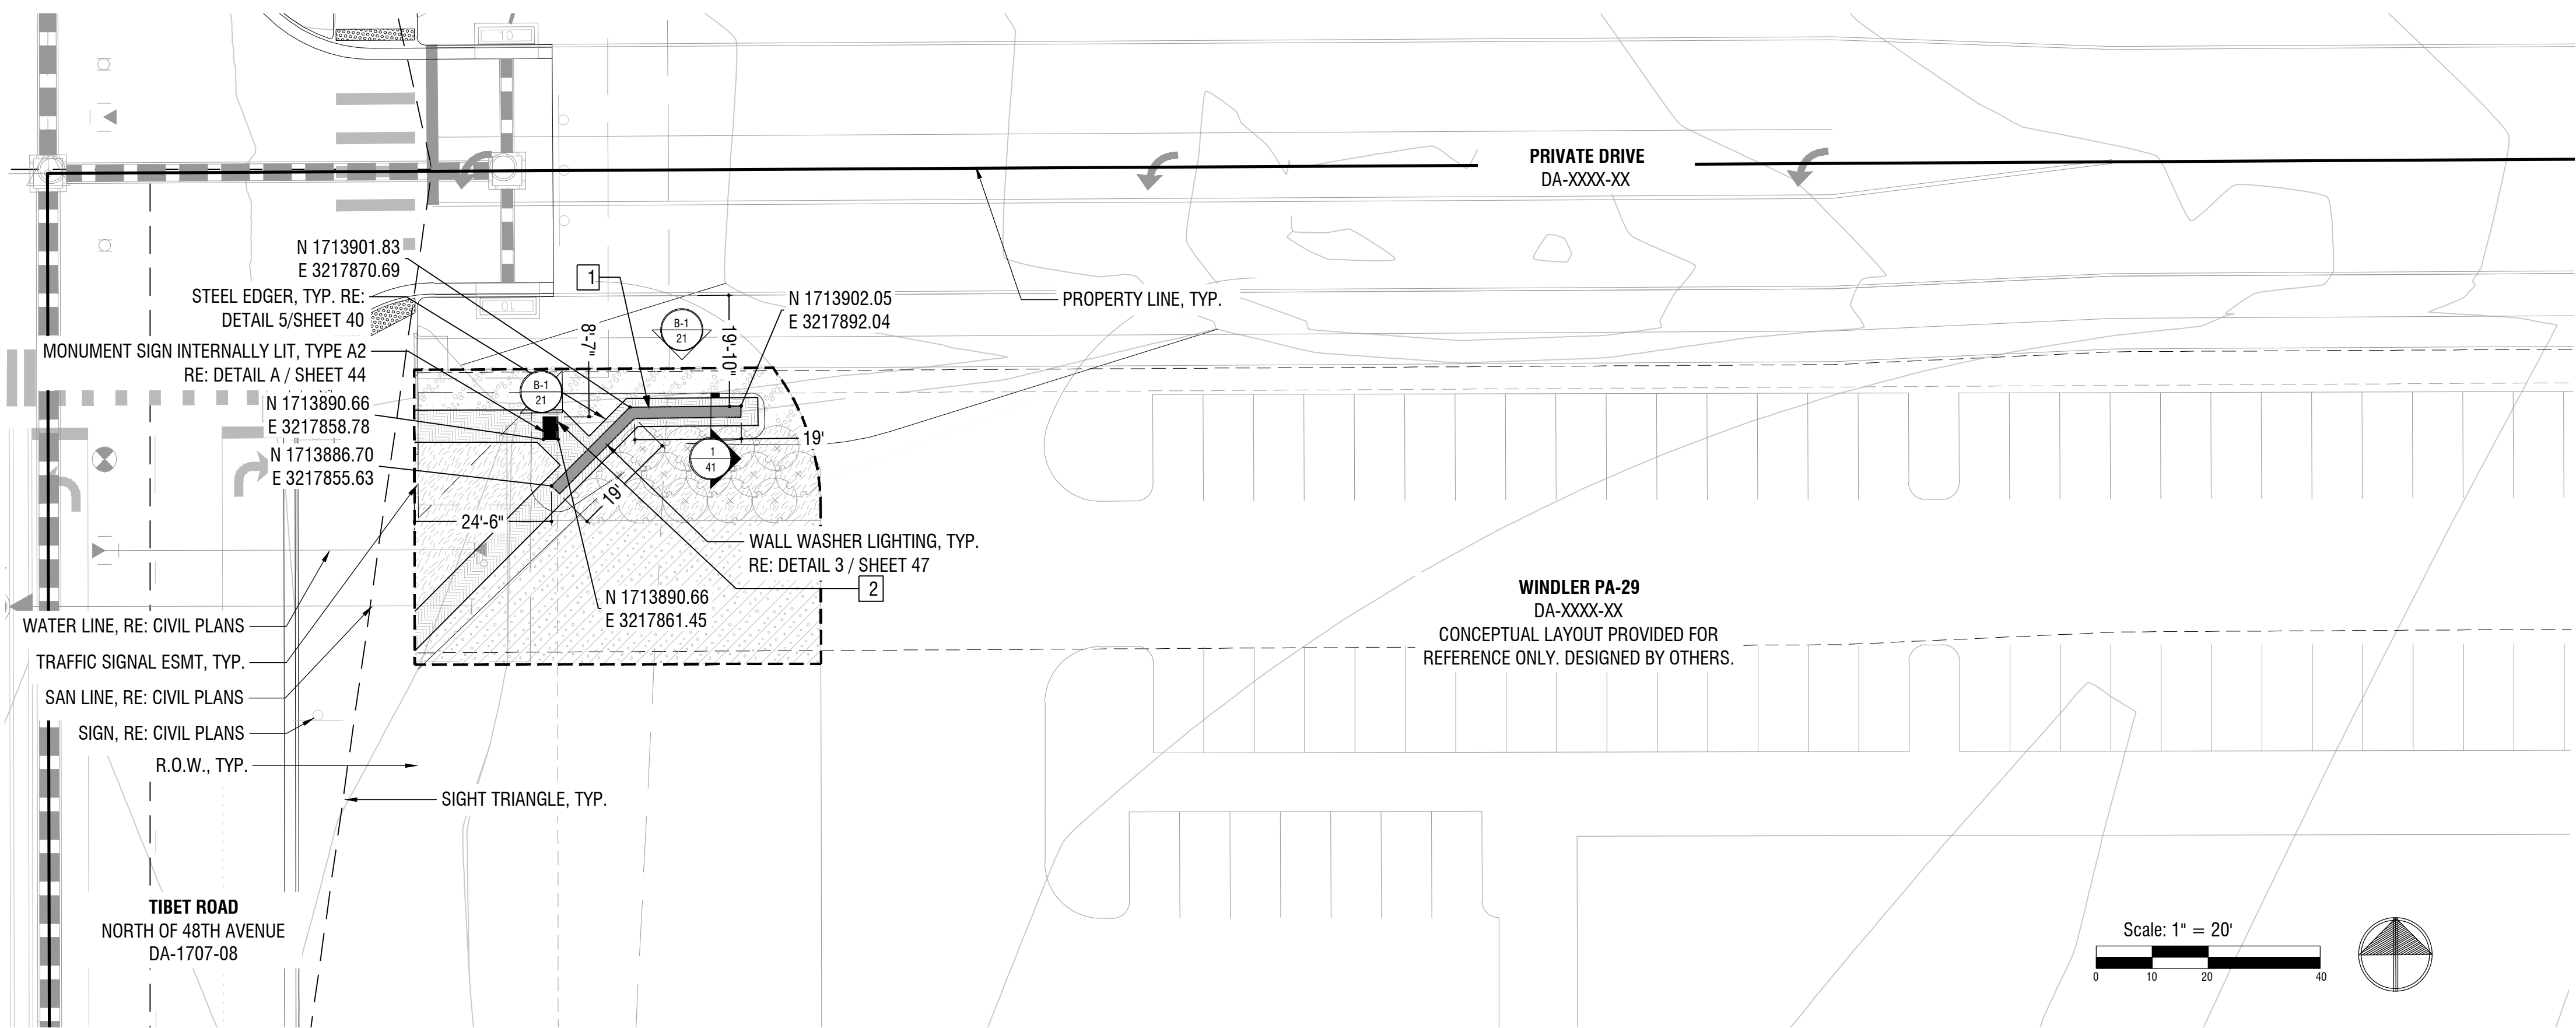 10
PRIVATE DRIVE
DA-XXXX-XX
N 1713901.83
E 3217870.69
1
STEEL EDGER, TYP. RE:
DETAIL 5/SHEET 40
10
N 1713902.05
E 3217892.04
PROPERTY LINE, TYP.
B-1
21
8'-7"
19'-10"
MONUMENT SIGN INTERNALLY LIT, TYPE A2
RE: DETAIL A / SHEET 44
B-1
21
N 1713890.66
E 3217858.78
N 1713886.70
E 3217855.63
19'
1
41
19'
24'-6"
WALL WASHER LIGHTING, TYP.
RE: DETAIL 3 / SHEET 47
2
N 1713890.66
E 3217861.45
WINDLER PA-29
DA-XXXX-XX
CONCEPTUAL LAYOUT PROVIDED FOR
REFERENCE ONLY. DESIGNED BY OTHERS.
WATER LINE, RE: CIVIL PLANS
TRAFFIC SIGNAL ESMT, TYP.
SAN LINE, RE: CIVIL PLANS
SIGN, RE: CIVIL PLANS
R.O.W., TYP.
SIGHT TRIANGLE, TYP.
TIBET ROAD
NORTH OF 48TH AVENUE
DA-1707-08
Scale: 1" = 20'
0 10 20 40